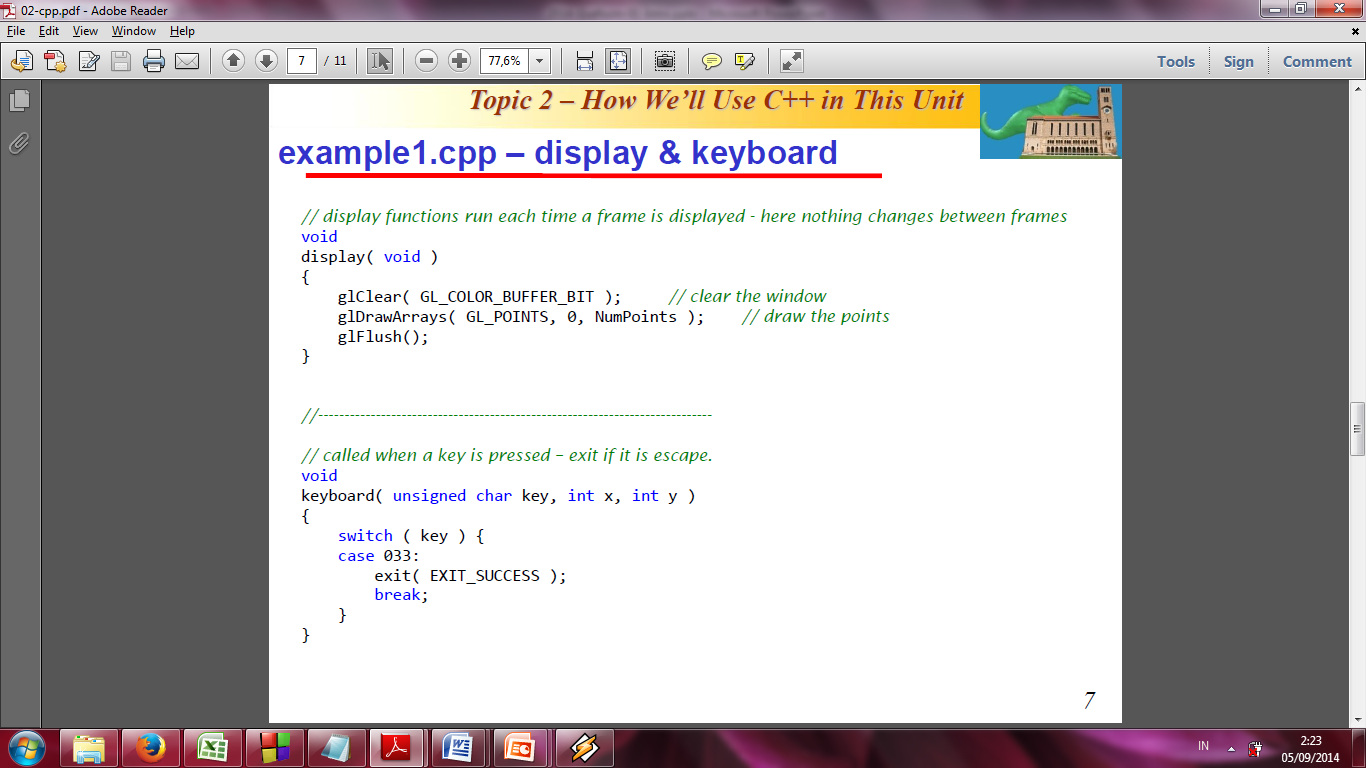 02-cpp.pdf - Adobe Reader
File Edit View Window Help
7 / 11 77,6% Tools Sign Comment
Topic 2 – How We’ll Use C++ in This Unit
example1.cpp – display & keyboard
// display functions run each time a frame is displayed - here nothing changes between frames
void
display( void )
{
    glClear( GL_COLOR_BUFFER_BIT );     // clear the window
    glDrawArrays( GL_POINTS, 0, NumPoints );    // draw the points
    glFlush();
}
//----------------------------------------------------------------------------
// called when a key is pressed – exit if it is escape.
void
keyboard( unsigned char key, int x, int y )
{
    switch ( key ) {
    case 033:
        exit( EXIT_SUCCESS );
        break;
    }
}
7
IN
2:23
05/09/2014